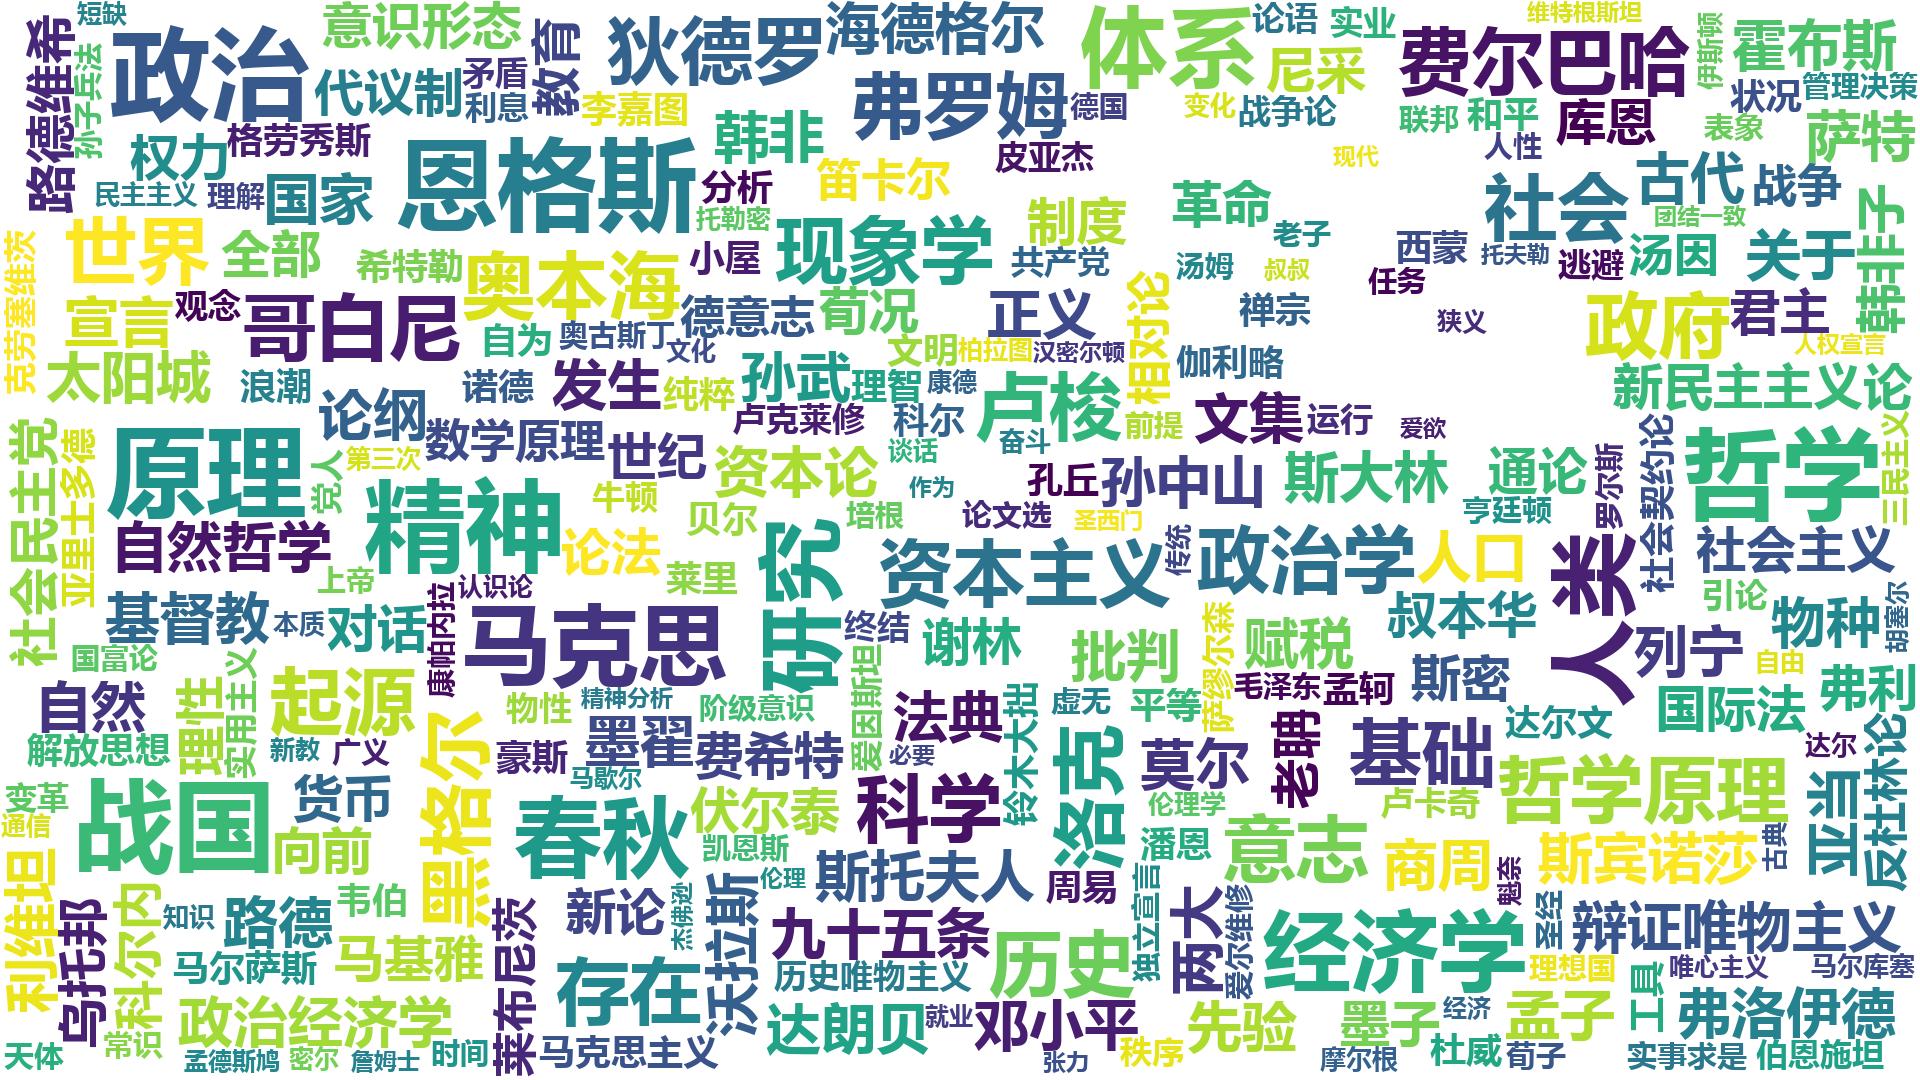 短缺
政治
意识形态
教育
狄德罗
海德格尔
体系
论语
实业
维特根斯坦
费尔巴哈
伊斯顿
霍布斯
路德维希
孙子兵法
代议制
矛盾
利息
李嘉图
弗罗姆
德国
尼采
变化
战争论
联邦
和平
库恩
状况
管理决策
表象
萨特
权力
格劳秀斯
恩格斯
韩非
皮亚杰
现代
人性
民主主义
理解
国家
分析
笛卡尔
托勒密
制度
革命
社会
古代
战争
团结一致
韩非子
克劳塞维茨
世界
全部
希特勒
奥本海
小屋
现象学
共产党
老子
汤姆
叔叔
西蒙
托夫勒
任务
逃避
汤因
关于
宣言
观念
哥白尼
自为
奥古斯丁
德意志
荀况
正义
相对论
禅宗
狭义
政府
君主
人权宣言
太阳城
浪潮
诺德
文化
发生
纯粹
孙武
理智
文明
柏拉图
汉密尔顿
康德
伽利略
新民主主义论
论纲
数学原理
世纪
卢克莱修
科尔
卢梭
前提
文集
运行
爱欲
社会民主党
亚里士多德
原理
党人
第三次
精神
牛顿
资本论
谈话
奋斗
作为
孔丘
孙中山
斯大林
通论
亨廷顿
罗尔斯
社会契约论
哲学
三民主义
自然哲学
论法
贝尔
培根
论文选
圣西门
传统
政治学
人口
人类
社会主义
上帝
认识论
莱里
研究
资本主义
引论
胡塞尔
基督教
本质
对话
康帕内拉
马克思
终结
谢林
批判
萨缪尔森
赋税
叔本华
列宁
物种
自由
国富论
自然
理性
实用主义
起源
物性
精神分析
阶级意识
爱因斯坦
法典
铃木大拙
虚无
平等
毛泽东
孟轲
斯密
国际法
弗利
解放思想
新教
广义
黑格尔
豪斯
墨翟
费希特
必要
洛克
莫尔
老聃
基础
达尔文
达尔
反杜林论
变革
通信
战国
货币
向前
马歇尔
春秋
伏尔泰
凯恩斯
科学
伦理学
潘恩
卢卡奇
意志
哲学原理
亚当
利维坦
乌托邦
科尔内
知识
路德
韦伯
莱布尼茨
新论
杰弗逊
沃拉斯
伦理
斯托夫人
周易
独立宣言
两大
爱尔维修
商周
魁奈
斯宾诺莎
古典
马尔萨斯
马基雅
存在
九十五条
历史唯物主义
历史
经济学
圣经
辩证唯物主义
理想国
唯心主义
马尔库塞
天体
常识
政治经济学
孟德斯鸠
密尔
詹姆士
时间
马克思主义
达朗贝
就业
邓小平
张力
秩序
先验
墨子
摩尔根
经济
杜威
孟子
荀子
工具
弗洛伊德
实事求是
伯恩施坦